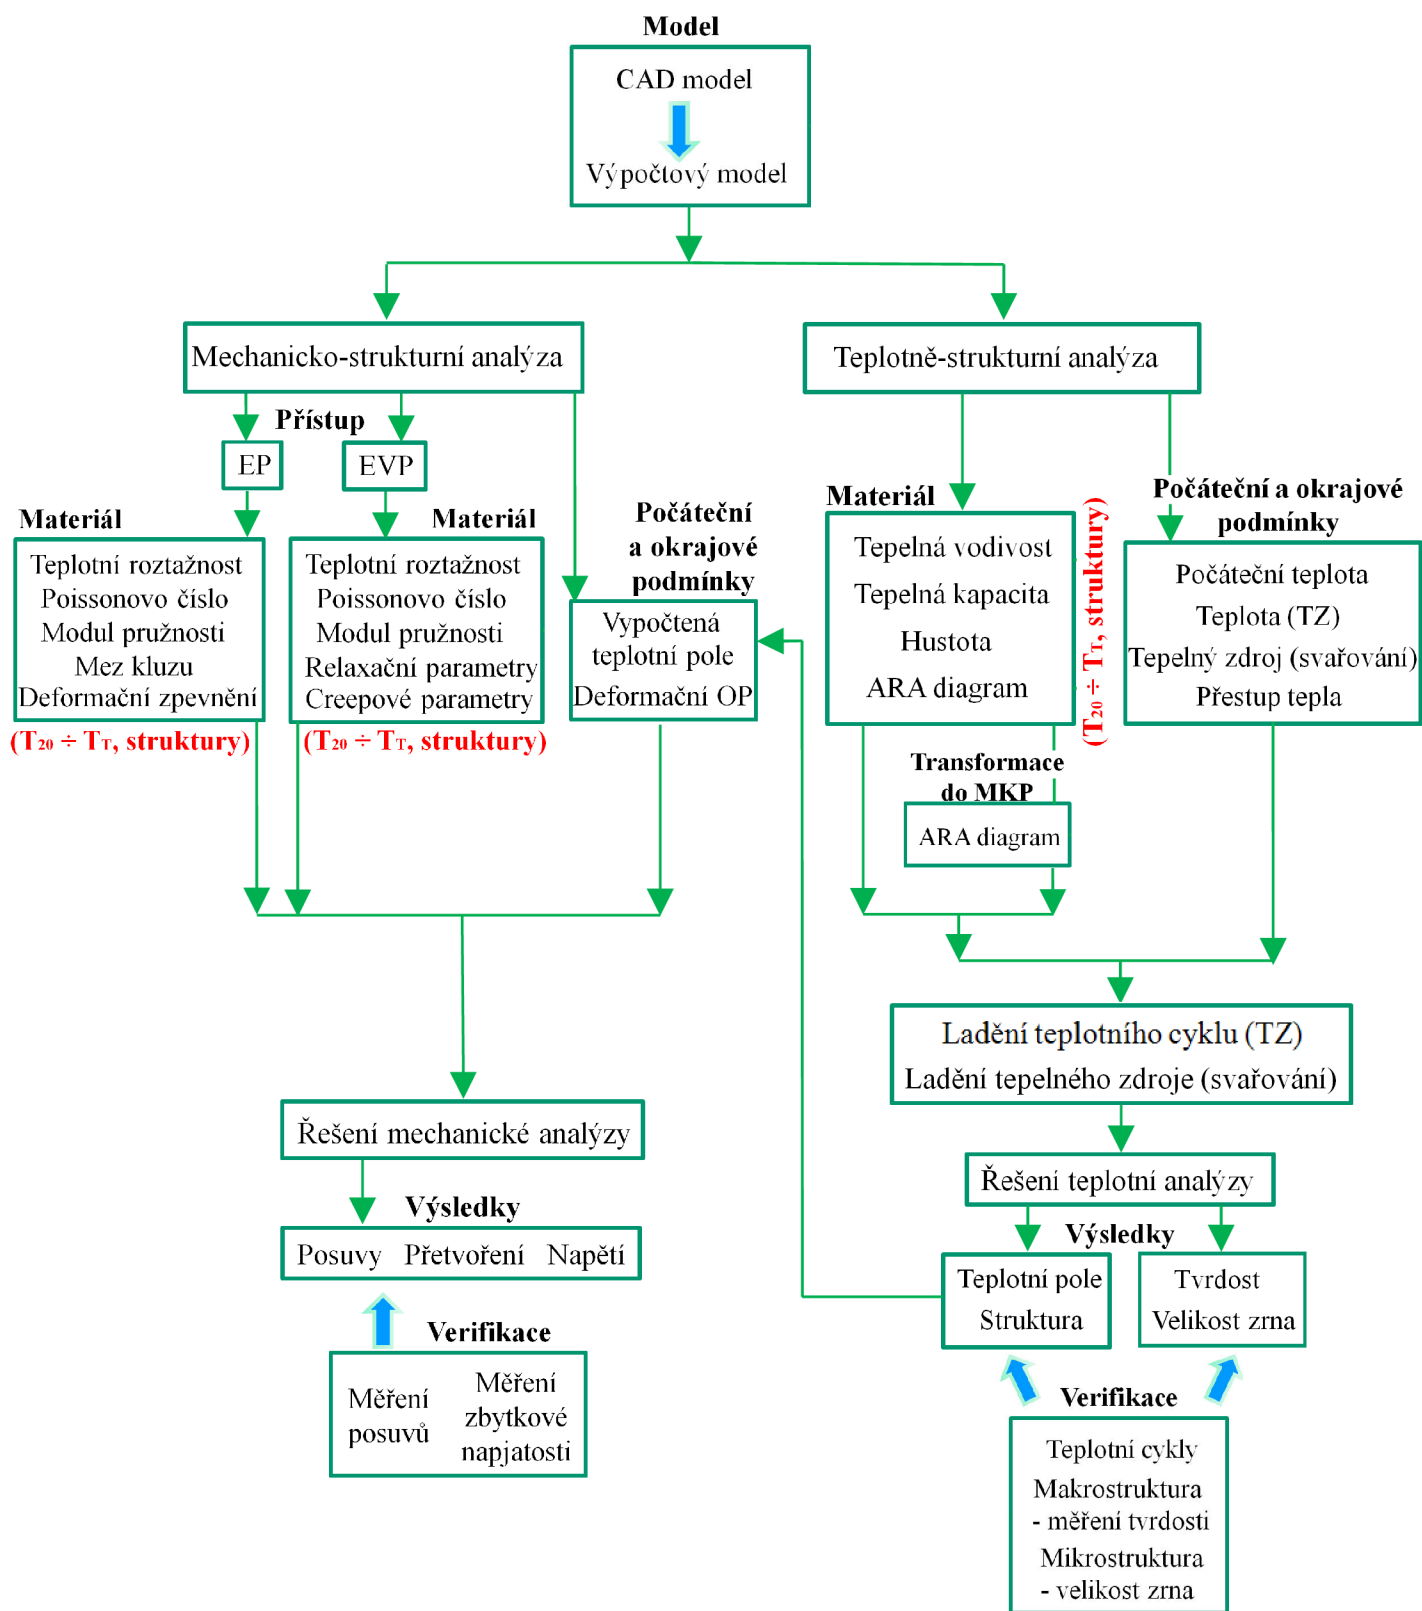 Model
CAD model
Výpočtový model
Mechanicko-strukturní analýza
Přístup
EP
EVP
Materiál
Teplotní roztažnost
Poissonovo číslo
Modul pružnosti
Mez kluzu
Deformační zpevnění
(T20 ÷ TT, struktury)
Materiál
Teplotní roztažnost
Poissonovo číslo
Modul pružnosti
Relaxační parametry
Creepové parametry
(T20 ÷ TT, struktury)
Počáteční
a okrajové
podmínky
Vypočtená
teplotní pole
Deformační OP
Řešení mechanické analýzy
Výsledky
Posuvy Přetvoření Napětí
Verifikace
Měření
posuvů
Měření
zbytkové
napjatosti
Teplotně-strukturní analýza
Materiál
Tepelná vodivost
Tepelná kapacita
Hustota
ARA diagram
(T20 ÷ TT, struktury)
Transformace
do MKP
ARA diagram
Počáteční a okrajové
podmínky
Počáteční teplota
Teplota (TZ)
Tepelný zdroj (svařování)
Přestup tepla
Ladění teplotního cyklu (TZ)
Ladění tepelného zdroje (svařování)
Řešení teplotní analýzy
Výsledky
Teplotní pole
Struktura
Tvrdost
Velikost zrna
Verifikace
Teplotní cykly
Makrostruktura
- měření tvrdosti
Mikrostruktura
- velikost zrna